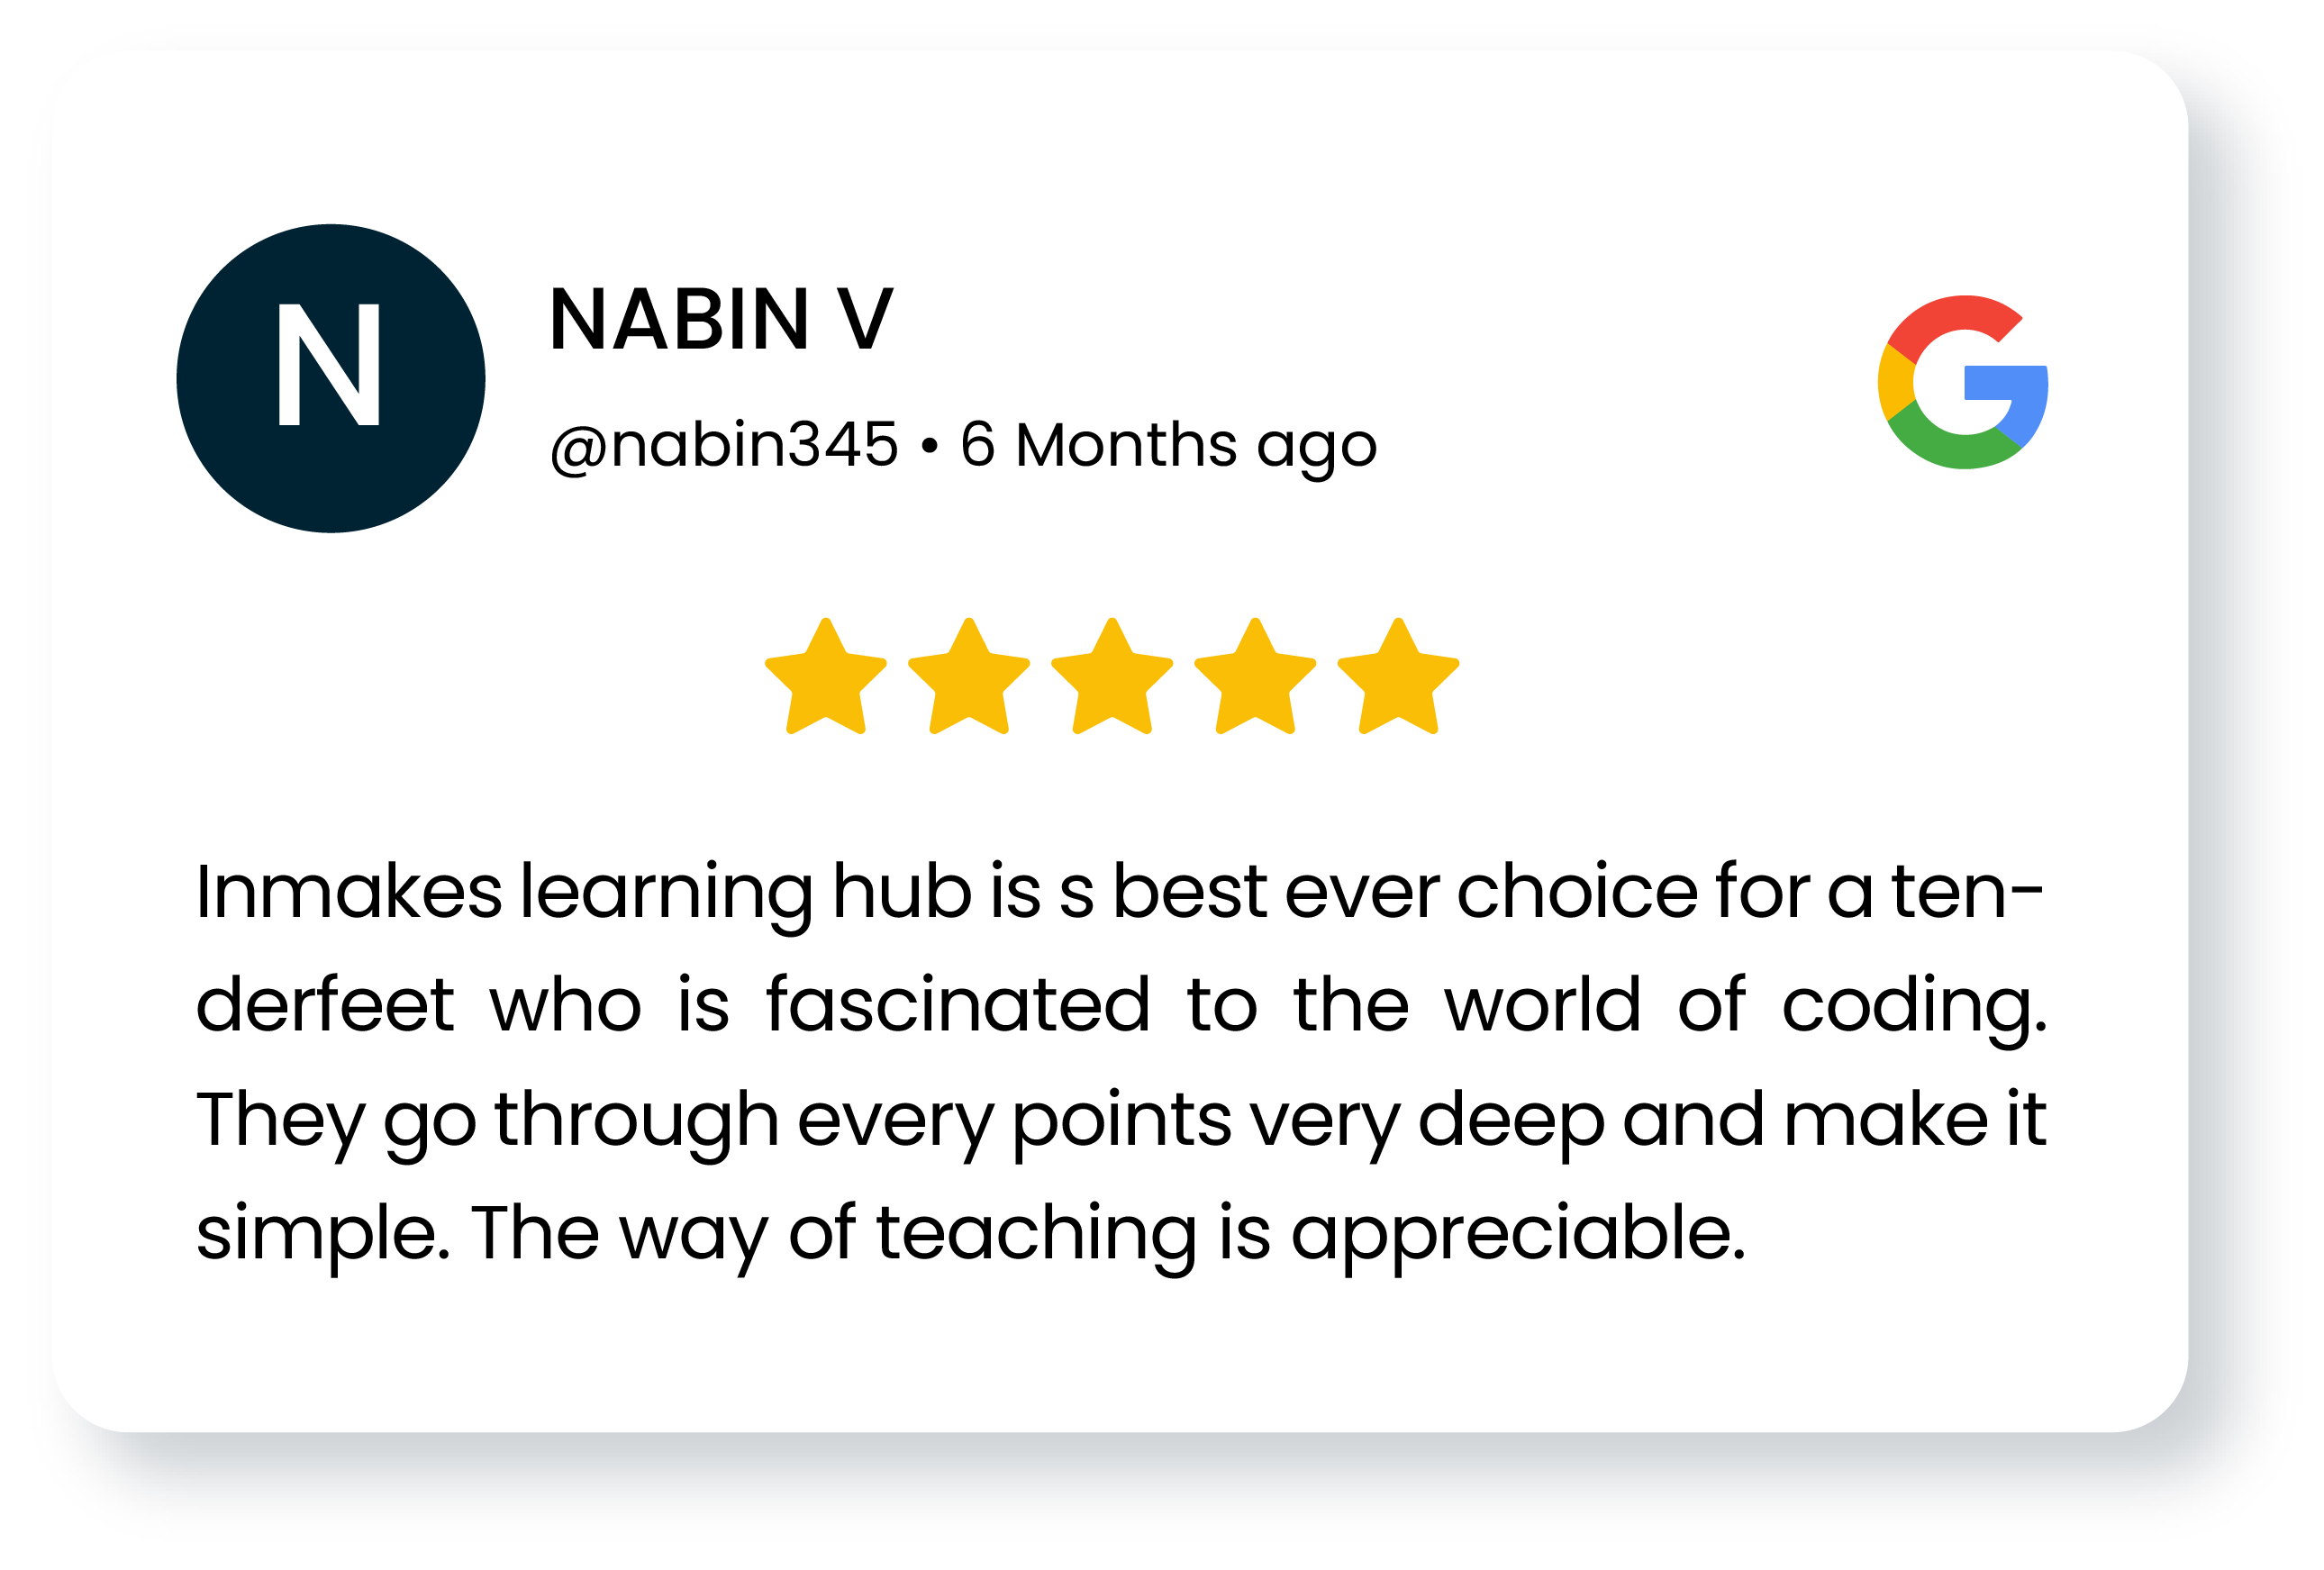 N
NABIN V
@nabin345 • 6 Months ago
G
Inmakes learning hub is s best ever choice for a ten-
derfeet who is fascinated to the world of coding.
They go through every points very deep and make it
simple. The way of teaching is appreciable.